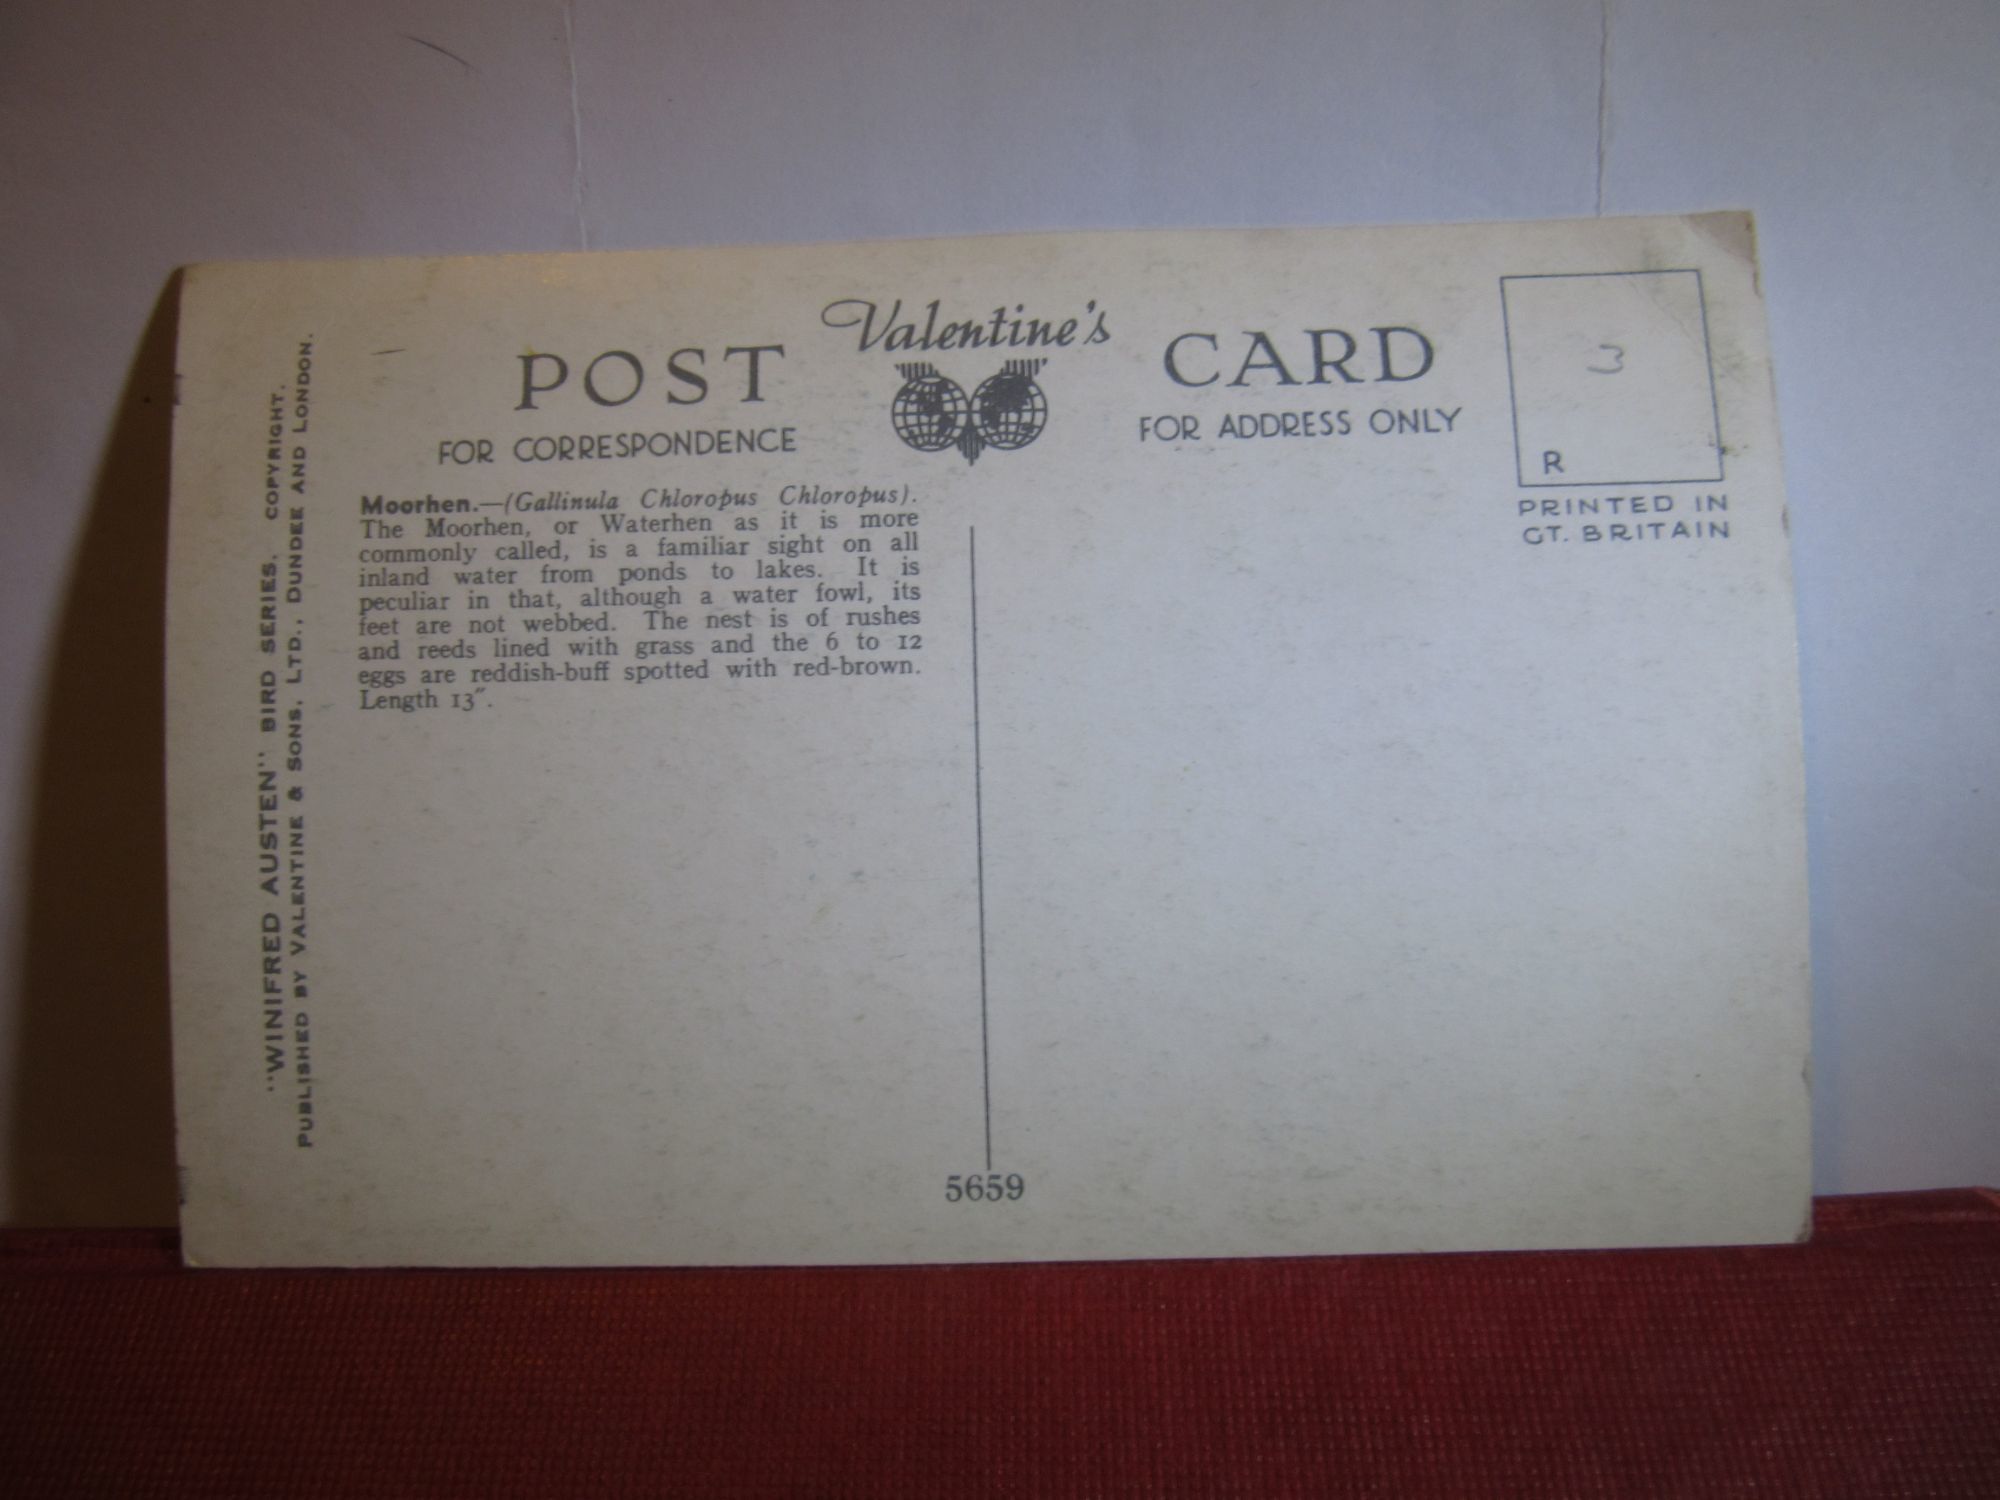 Valentine's
POST CARD
FOR CORRESPONDENCE
FOR ADDRESS ONLY
3
R
PRINTED IN
GT. BRITAIN
Moorhen.—(Gallinula Chloropus Chloropus).
The Moorhen, or Waterhen as it is more
commonly called, is a familiar sight on all
inland water from ponds to lakes. It is
peculiar in that, although a water fowl, its
feet are not webbed. The nest is of rushes
and reeds lined with grass and the 6 to 12
eggs are reddish-buff spotted with red-brown.
Length 13″.
"WINIFRED AUSTEN" BIRD SERIES. COPYRIGHT.
PUBLISHED BY VALENTINE & SONS, LTD., DUNDEE AND LONDON.
5659